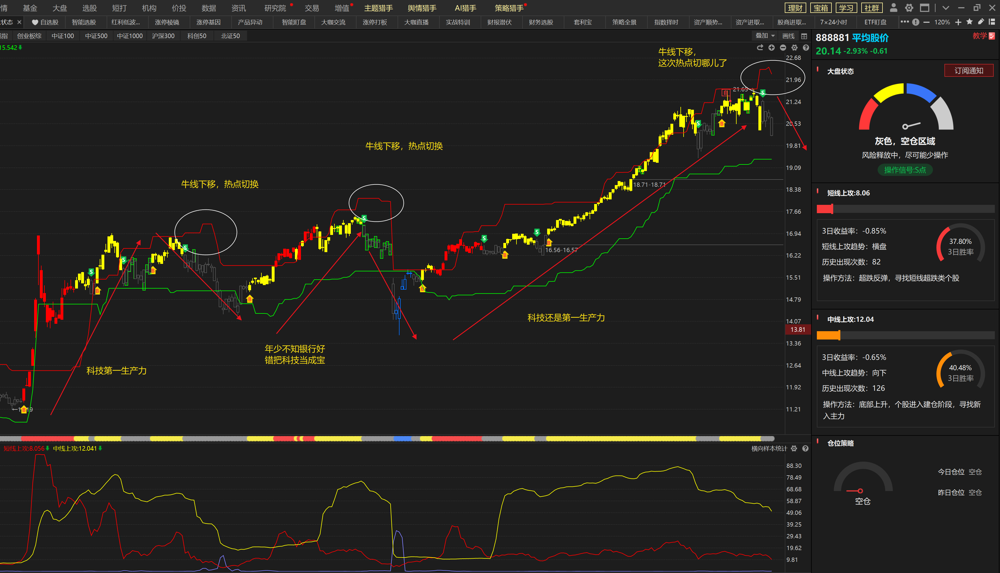 情 基金 大盘 选股 短打 机构 价投 数据 资讯 研究院 交易 增值 主题猎手 舆情猎手 AI猎手 策略猎手 理财 宝箱 学习 社群
状态 自选股 智能选股 红利低波... 涨停棱镜 涨停基因 产品异动 智能盯盘 大咖交流 涨停打板 大咖直播 实战特训 财报潜伏 财务选股 套利宝 策略全景 指数择时 资产顺势... 资产进取... 股商进取... 7×24小时 ETF盯盘 120%
指 创业板综 中证100 中证500 中证1000 沪深300 科创50 北证50 叠加 画线
15.542
牛线下移，
这次热点切哪儿了
牛线下移，热点切换
牛线下移，热点切换
21.65
自
S
S
B
S
S
B
S
B
S
B
S
B
S
B
B
B
18.71-18.71
16.56-16.57
科技还是第一生产力
年少不知银行好
错把科技当成宝
科技第一生产力
B
22.68
21.96
21.24
20.53
19.81
19.09
18.38
17.66
16.94
16.22
15.51
14.79
14.07
13.81
13.36
12.64
11.92
11.21
短线上攻:8.056 中线上攻:12.041
横向样本统计
88.30
78.49
68.68
58.87
49.06
39.25
29.43
19.62
9.81
888881 平均股价 教学
20.14 -2.93% -0.61
大盘状态 订阅通知
灰色，空仓区域
风险释放中，尽可能少操作
操作信号:S点
短线上攻:8.06
3日收益率：-0.85%
短线上攻趋势：横盘
历史出现次数：82
37.80%
3日胜率
操作方法：超跌反弹，寻找短线超跌类个股
中线上攻:12.04
3日收益率：-0.65%
中线上攻趋势：向下
历史出现次数：126
40.48%
3日胜率
操作方法：底部上升，个股进入建仓阶段，寻找新
入主力
仓位策略
今日仓位 空仓
昨日仓位 空仓
空仓